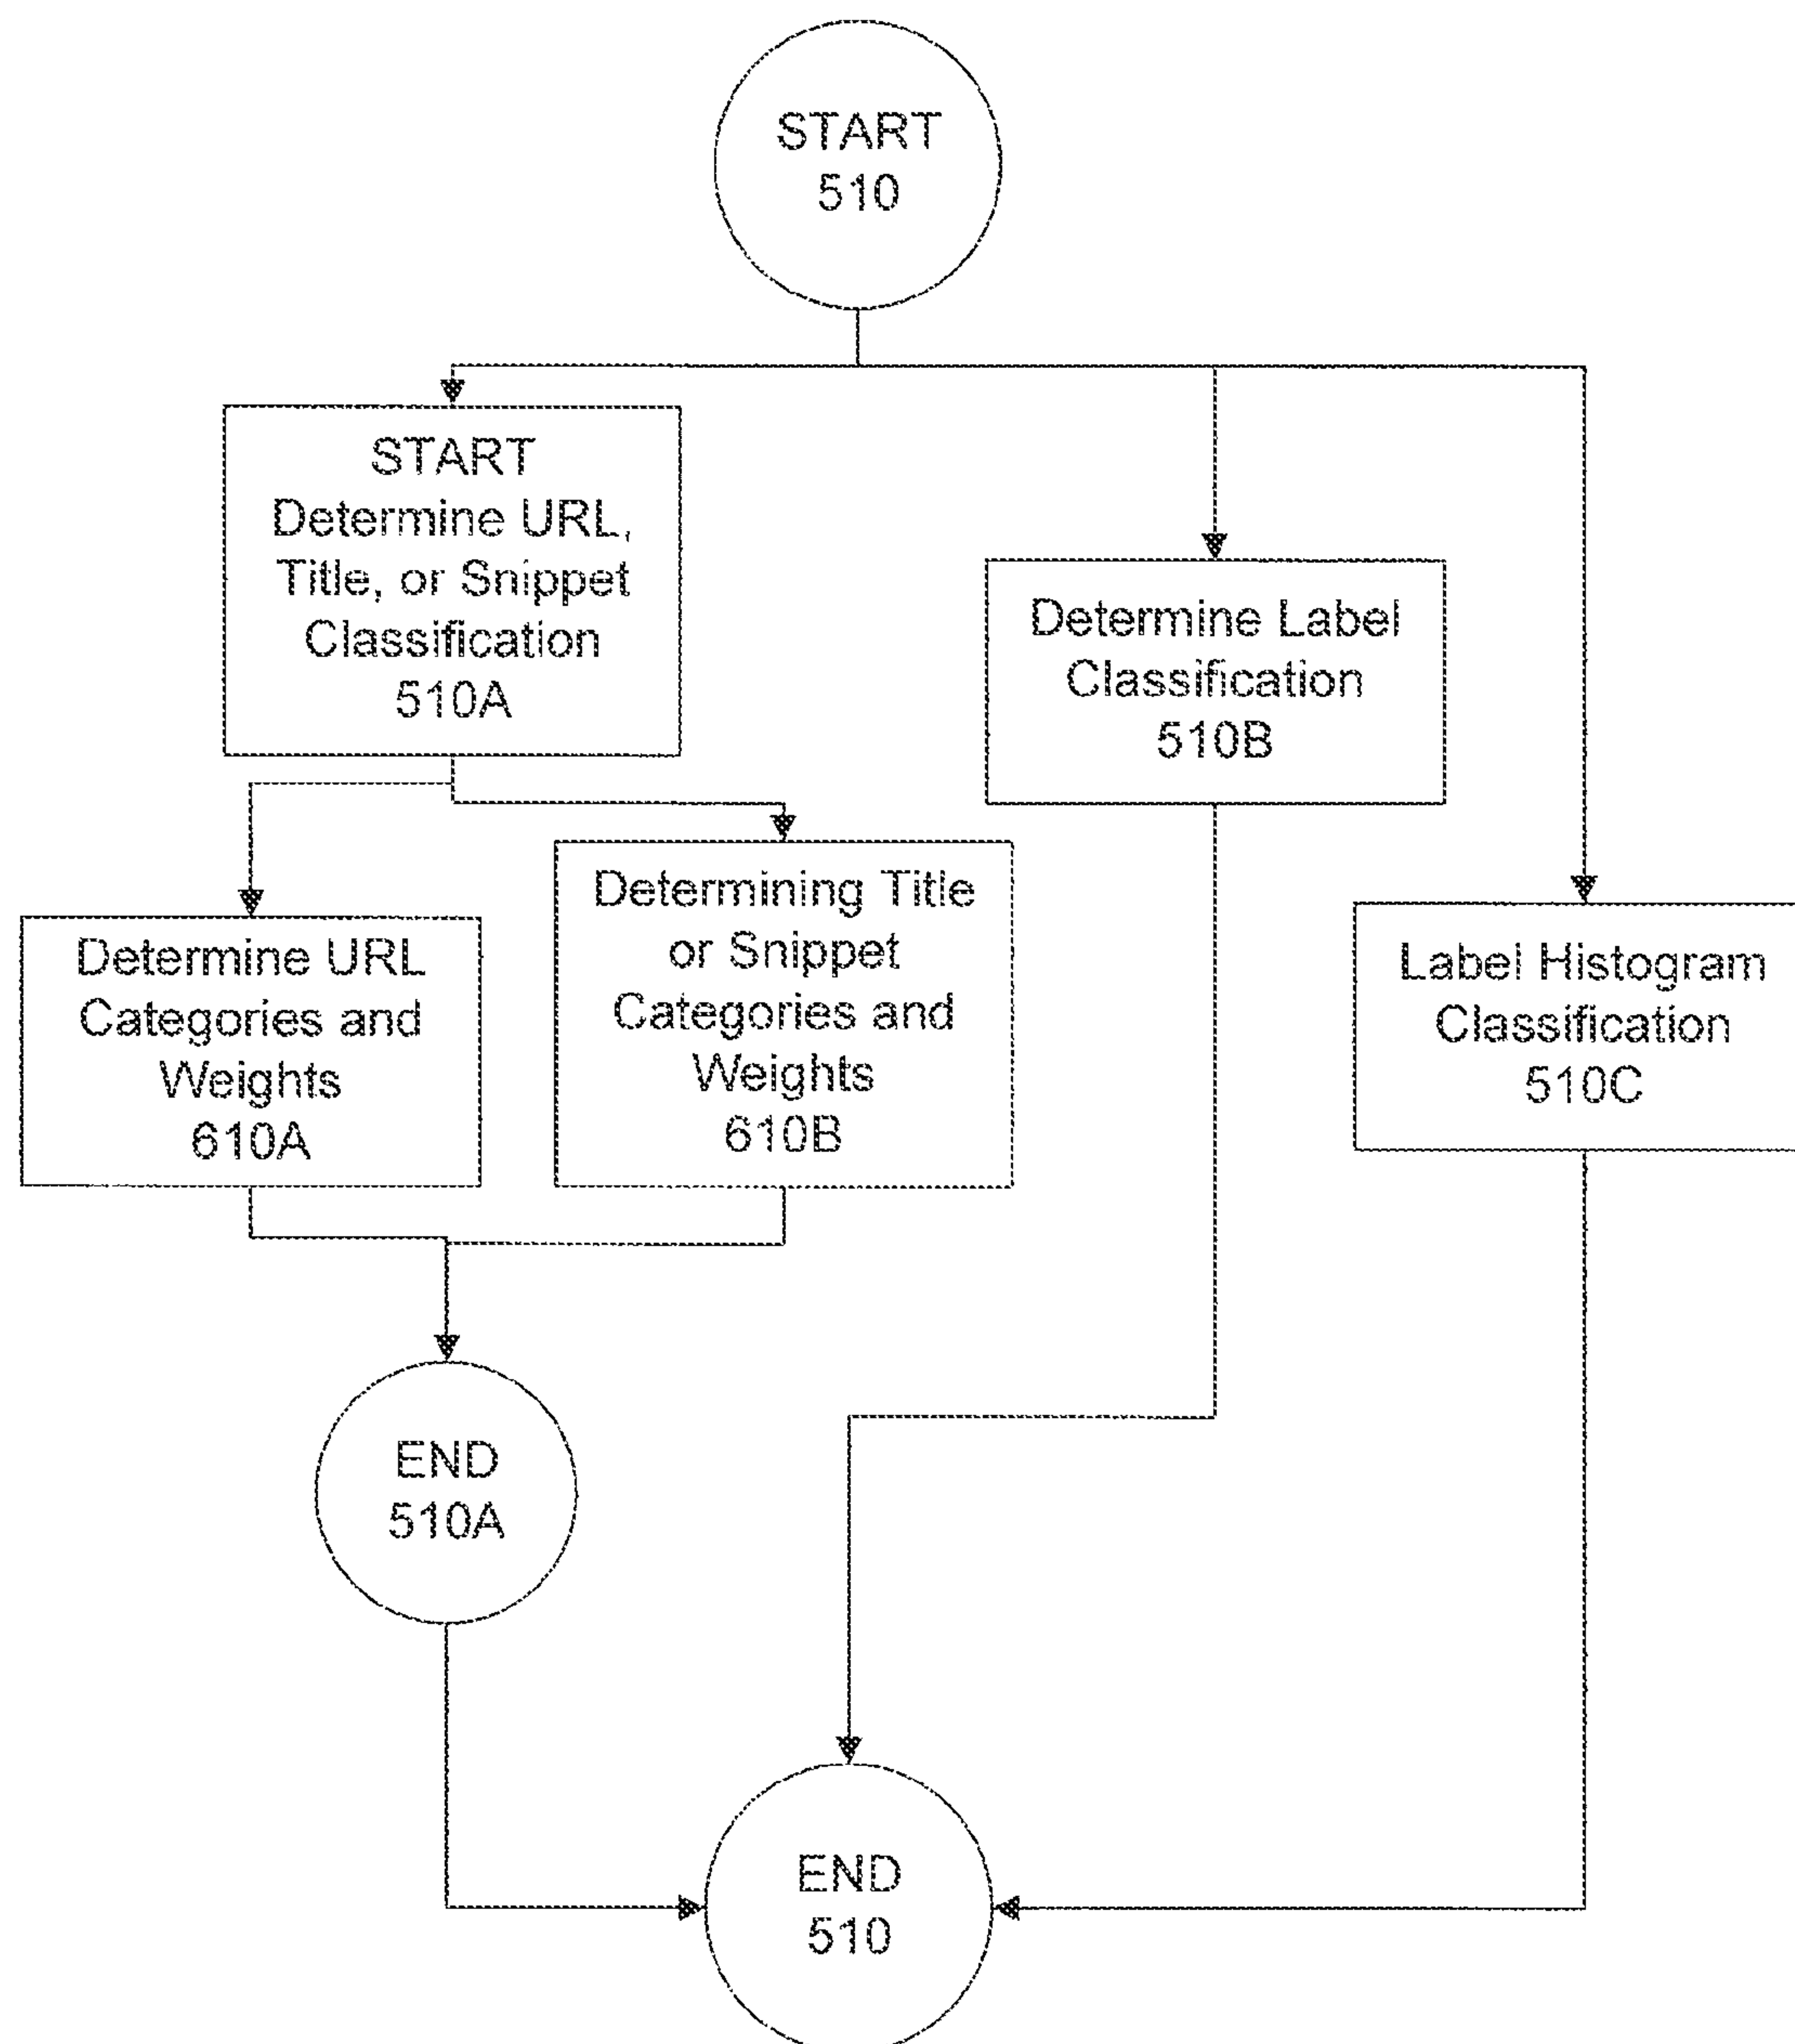 START
510
START
Determine URL,
Title, or Snippet
Classification
510A
Determine Label
Classification
510B
Determining Title
or Snippet
Categories and
Weights
610B
Determine URL
Categories and
Weights
610A
Label Histogram
Classification
510C
END
510A
END
510